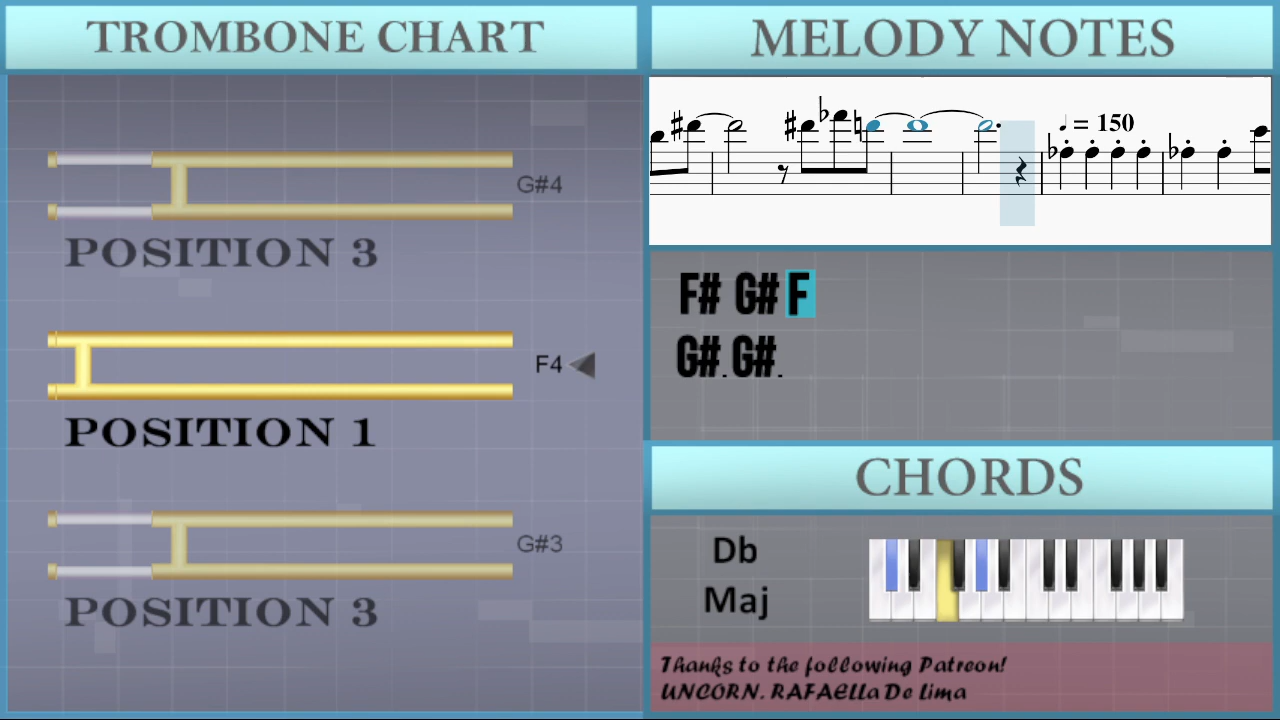 TROMBONE CHART
G#4
POSITION 3
F4
POSITION 1
G#3
POSITION 3
MELODY NOTES
♩ = 150
F# G# F
G#. G#.
CHORDS
Db
Maj
Thanks to the following Patreon!
UNCORN. RAFAElla De lima